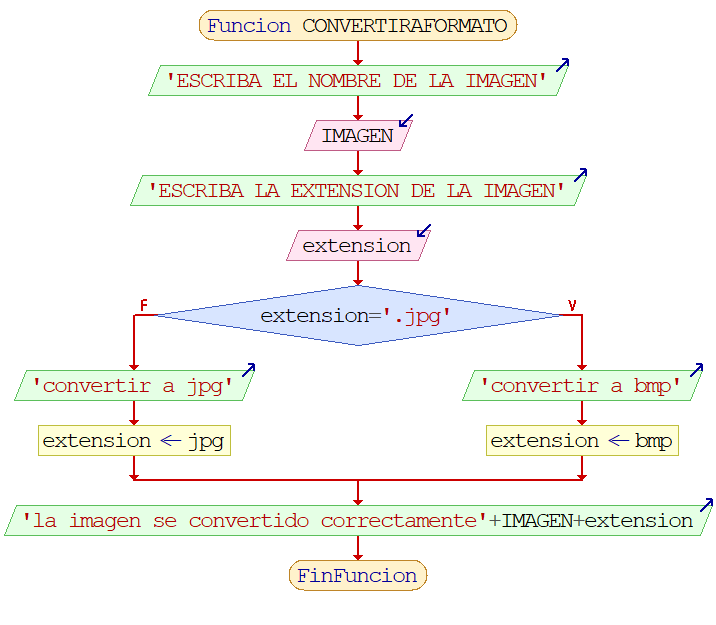 Funcion CONVERTIRAFORMATO
'ESCRIBA EL NOMBRE DE LA IMAGEN'
IMAGEN
'ESCRIBA LA EXTENSION DE LA IMAGEN'
extension
F
V
extension='.jpg'
'convertir a jpg'
'convertir a bmp'
extension ← jpg
extension ← bmp
'la imagen se convertido correctamente'+IMAGEN+extension
FinFuncion